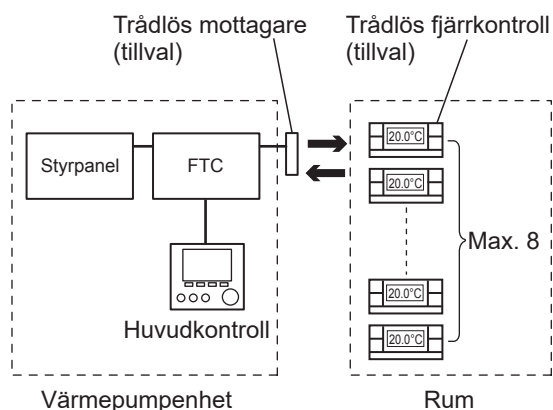 Trådlös mottagare
(tillval)
Trådlös fjärrkontroll
(tillval)
Styrpanel
FTC
20.0°C
20.0°C
20.0°C
20.0°C
Max. 8
Huvudkontroll
Värmepumpenhet
Rum